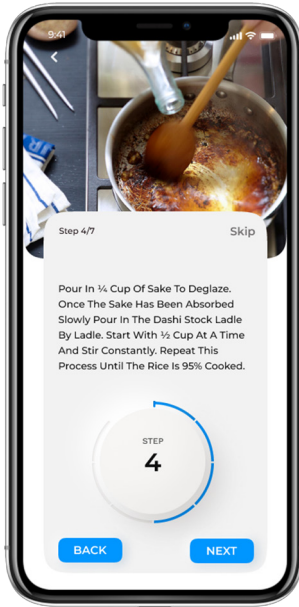 9:41
Step 4/7
Skip
Pour In ¼ Cup Of Sake To Deglaze.
Once The Sake Has Been Absorbed
Slowly Pour In The Dashi Stock Ladle
By Ladle. Start With ½ Cup At A Time
And Stir Constantly. Repeat This
Process Until The Rice Is 95% Cooked.
STEP
4
BACK
NEXT